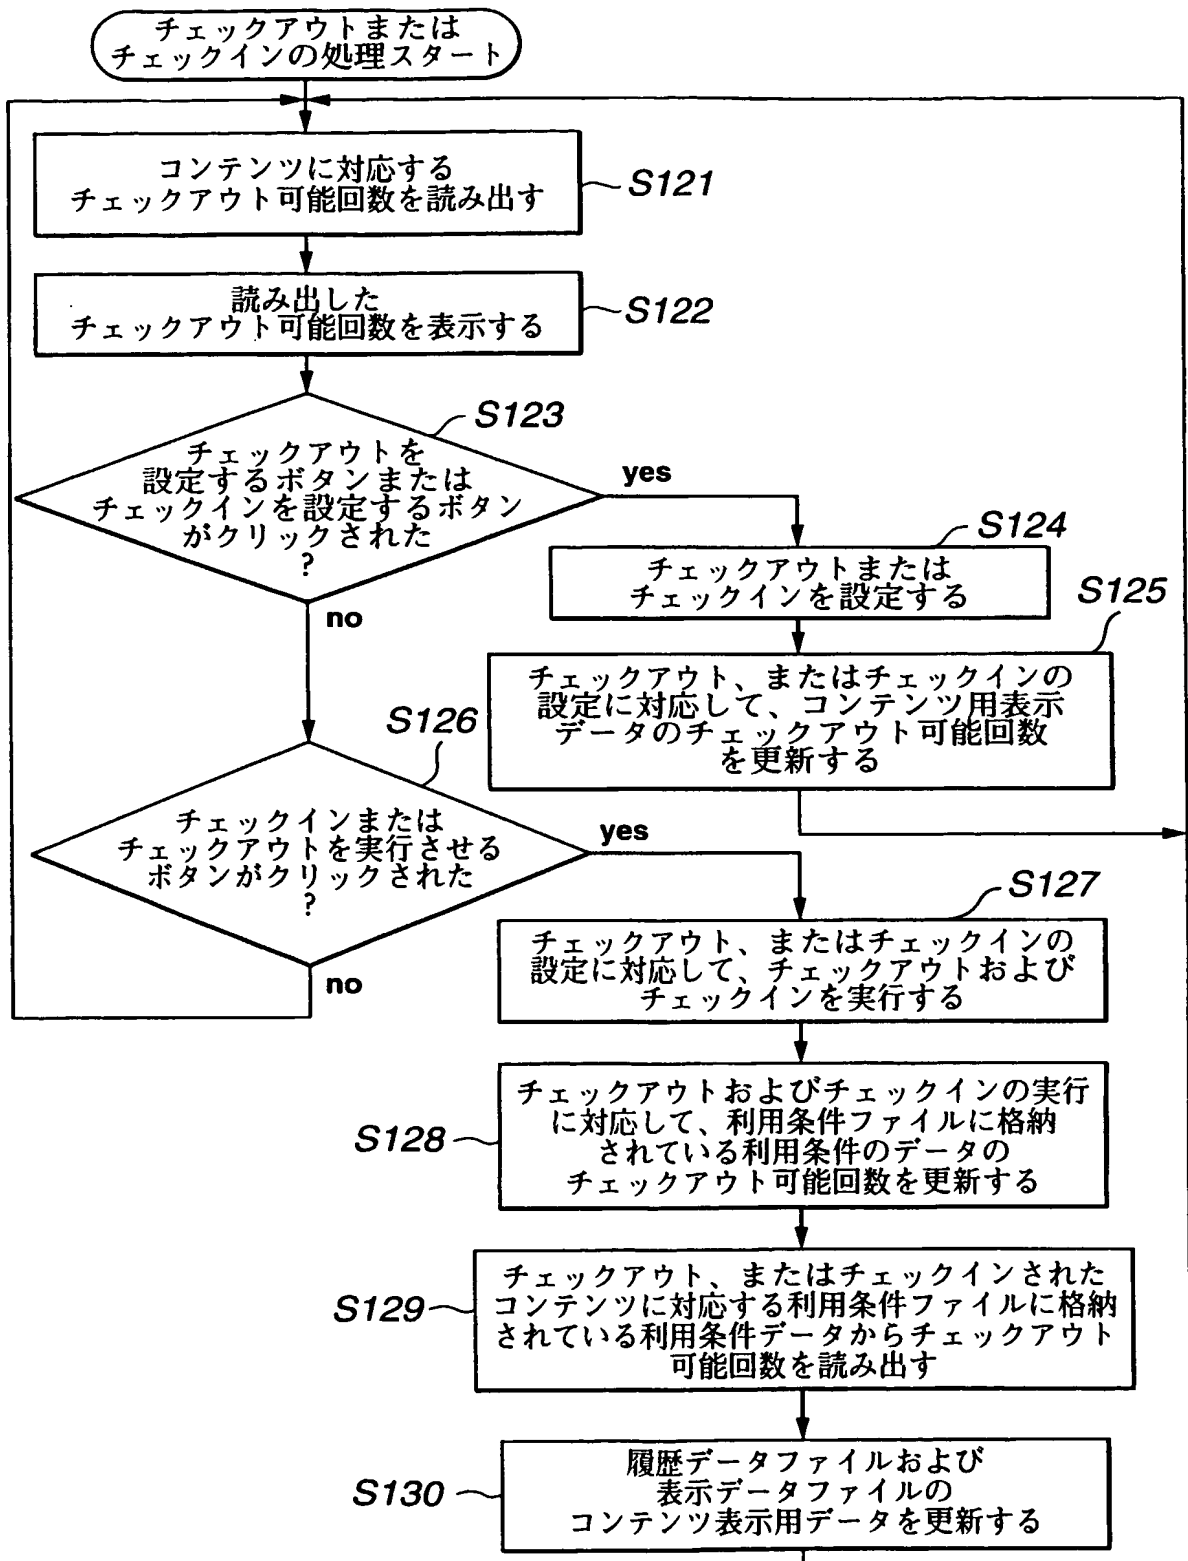 チェックアウトまたは
チェックインの処理スタート
コンテンツに対応する
チェックアウト可能回数を読み出す
S121
読み出した
チェックアウト可能回数を表示する
S122
S123
チェックアウトを
設定するボタンまたは
チェックインを設定するボタン
がクリックされた
?
yes
no
S124
チェックアウトまたは
チェックインを設定する
S125
チェックアウト、またはチェックインの
設定に対応して、コンテンツ用表示
データのチェックアウト可能回数
を更新する
S126
チェックインまたは
チェックアウトを実行させる
ボタンがクリックされた
?
yes
no
S127
チェックアウト、またはチェックインの
設定に対応して、チェックアウトおよび
チェックインを実行する
S128
チェックアウトおよびチェックインの実行
に対応して、利用条件ファイルに格納
されている利用条件のデータの
チェックアウト可能回数を更新する
S129
チェックアウト、またはチェックインされた
コンテンツに対応する利用条件ファイルに格納
されている利用条件データからチェックアウト
可能回数を読み出す
S130
履歴データファイルおよび
表示データファイルの
コンテンツ表示用データを更新する